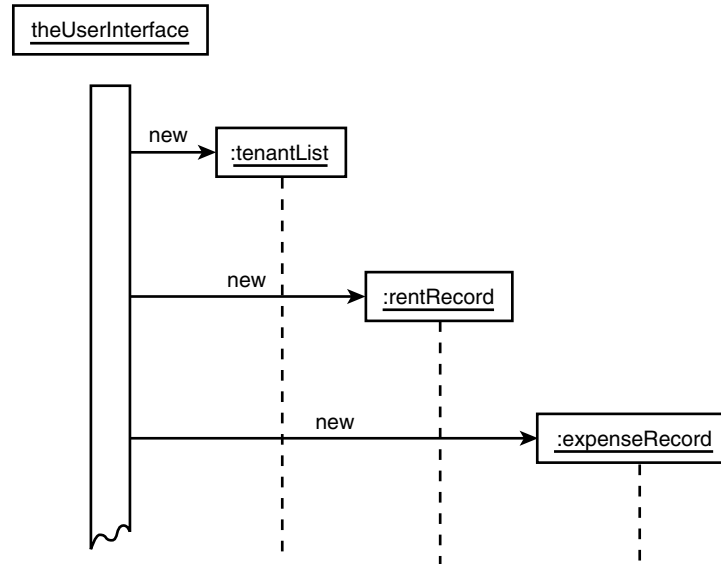 theUserInterface
new
:tenantList
new
:rentRecord
new
:expenseRecord